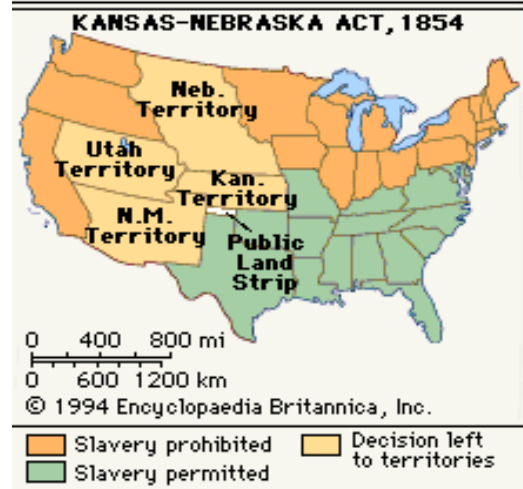 KANSAS-NEBRASKA ACT, 1854
Neb.
Territory
Utah
Territory
Kan.
Territory
N.M.
Territory
Public
Land
Strip
0 400 800 mi
0 600 1200 km
© 1994 Encyclopaedia Britannica, Inc.
Slavery prohibited
Slavery permitted
Decision left
to territories